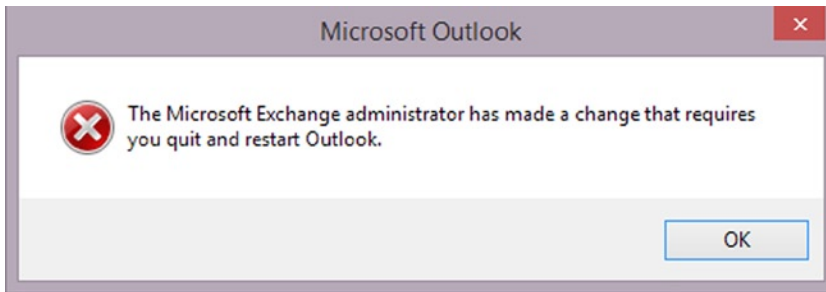 Microsoft Outlook
The Microsoft Exchange administrator has made a change that requires
you quit and restart Outlook.
OK